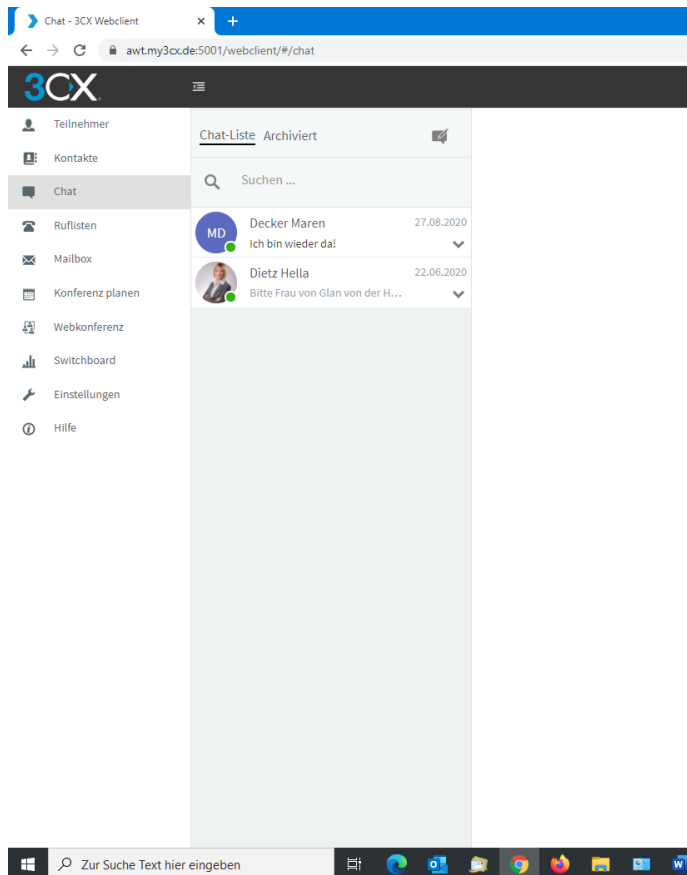 Chat - 3CX Webclient
awt.my3cx.de:5001/webclient/#/chat
3CX
Teilnehmer
Kontakte
Chat
Ruflisten
Mailbox
Konferenz planen
Webkonferenz
Switchboard
Einstellungen
Hilfe
Chat-Liste Archiviert
Suchen ...
MD
Decker Maren 27.08.2020
Ich bin wieder da!
Dietz Hella 22.06.2020
Bitte Frau von Glan von der H...
Zur Suche Text hier eingeben